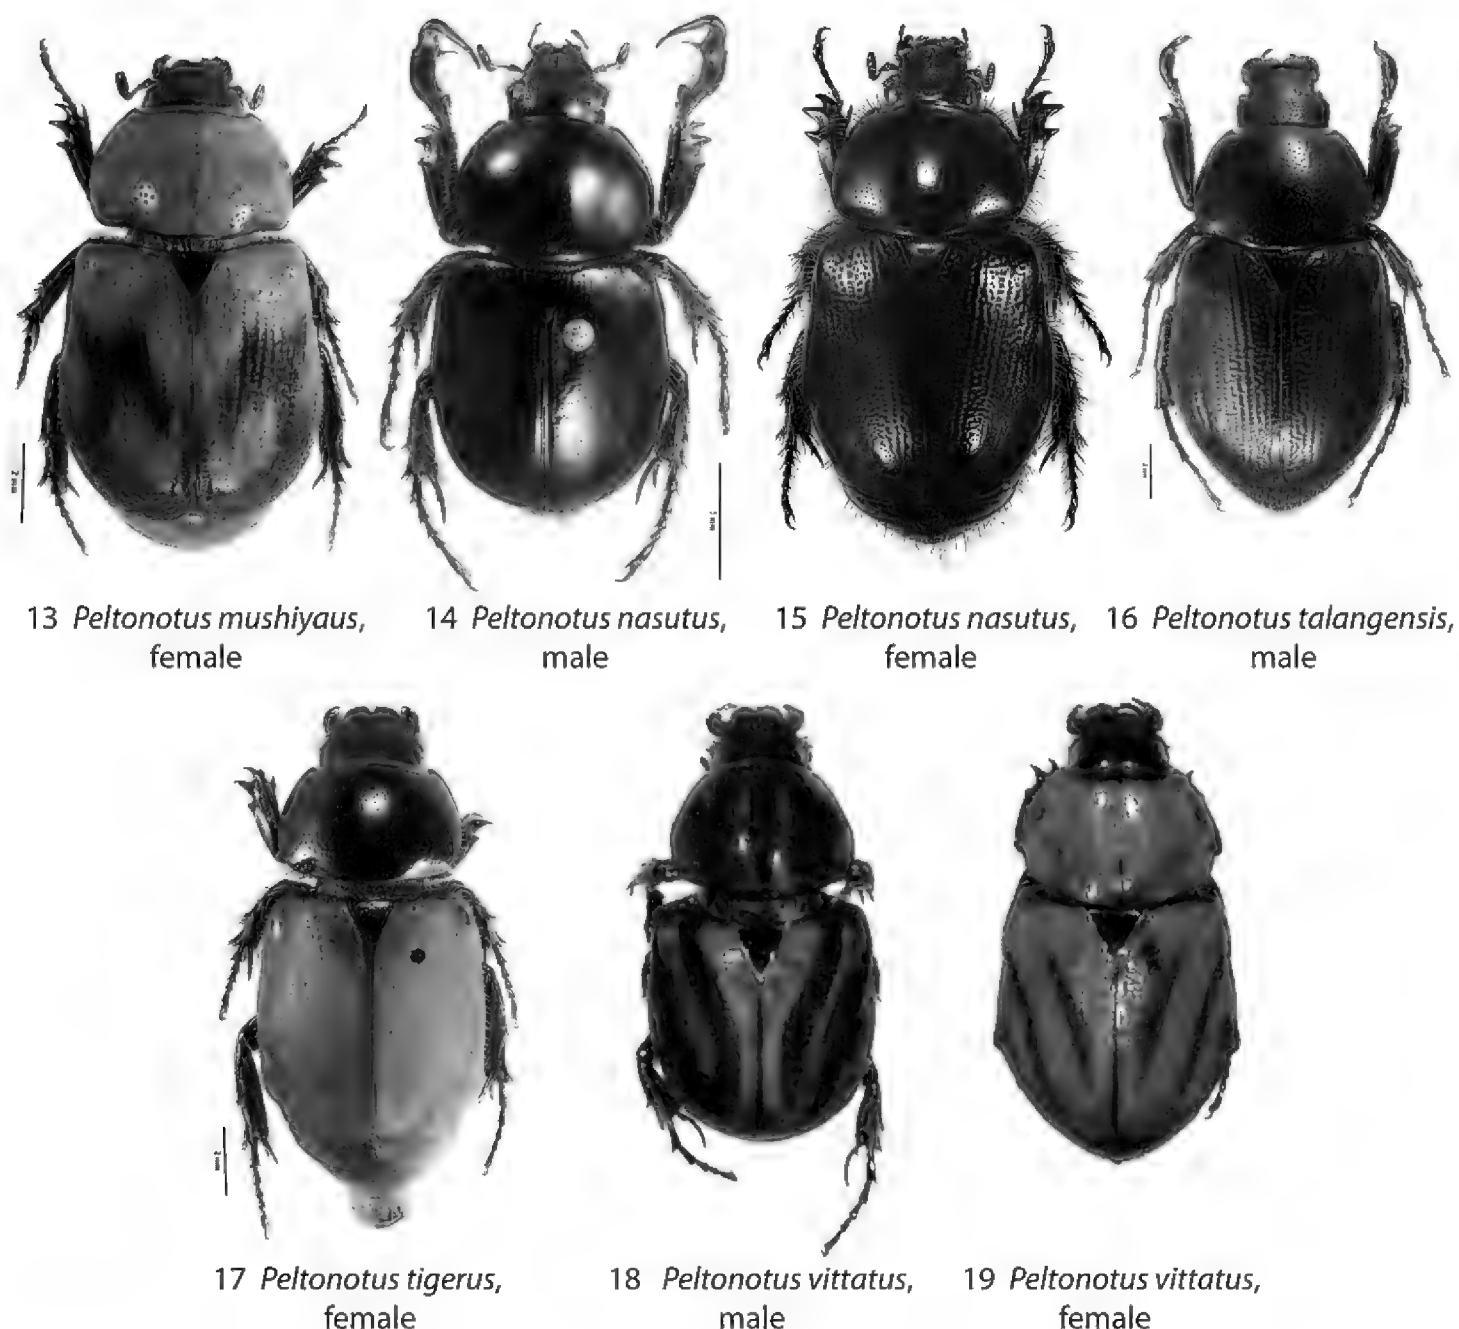 13 Peltonotus mushiyaus,
female
14 Peltonotus nasutus,
male
15 Peltonotus nasutus,
female
16 Peltonotus talangensis,
male
17 Peltonotus tigerus,
female
18 Peltonotus vittatus,
male
19 Peltonotus vittatus,
female